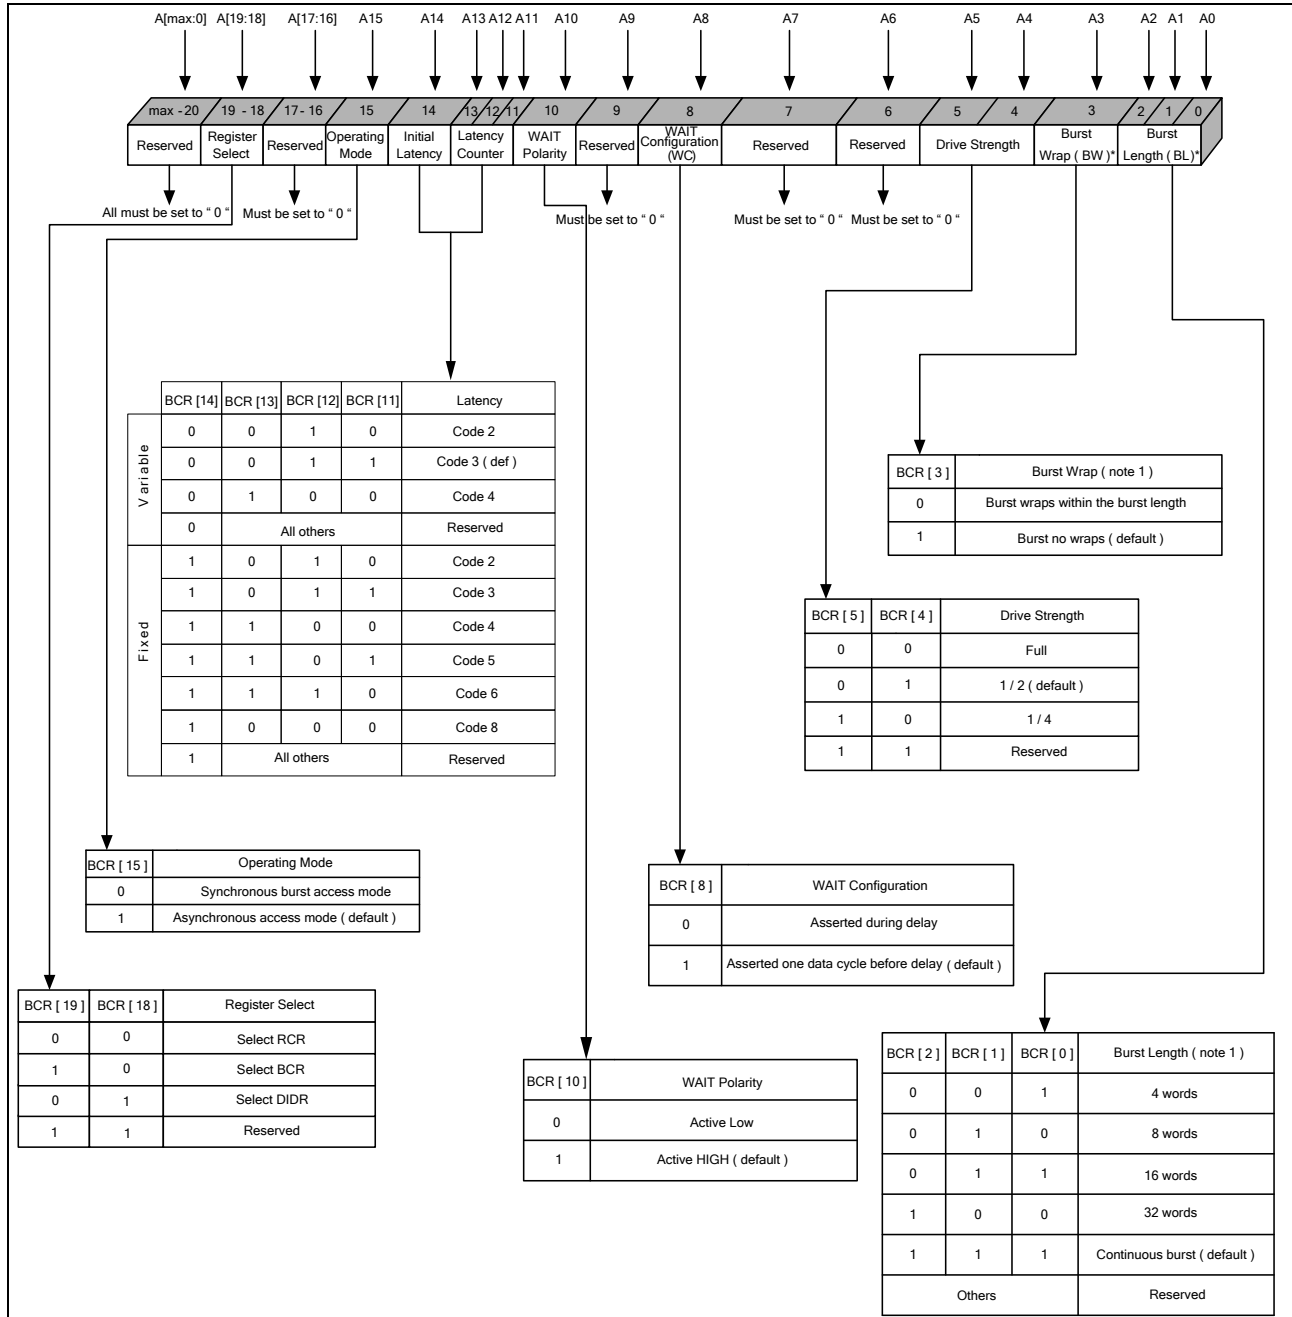 A[max:0] A[19:18] A[17:16] A15 A14 A13 A12 A11 A10 A9 A8 A7 A6 A5 A4 A3 A2 A1 A0
max - 20 19 - 18 17 - 16 15 14 13 12 11 10 9 8 7 6 5 4 3 2 1 0
Reserved
Register
Select
Reserved
Operating
Mode
Initial
Latency
Latency
Counter
WAIT
Polarity
Reserved
WAIT
Configuration
(WC)
Reserved
Reserved
Drive Strength
Burst
Wrap ( BW )*
Burst
Length ( BL )*
All must be set to “ 0 “
Must be set to “ 0 “
Must be set to “ 0 “
Must be set to “ 0 “
Must be set to “ 0 “
BCR [14] BCR [13] BCR [12] BCR [11] Latency
Variable
0 0 1 0 Code 2
0 0 1 1 Code 3 ( def )
0 1 0 0 Code 4
0 All others Reserved
Fixed
1 0 1 0 Code 2
1 0 1 1 Code 3
1 1 0 0 Code 4
1 1 0 1 Code 5
1 1 1 0 Code 6
1 0 0 0 Code 8
1 All others Reserved
BCR [ 3 ] Burst Wrap ( note 1 )
0 Burst wraps within the burst length
1 Burst no wraps ( default )
BCR [ 5 ] BCR [ 4 ] Drive Strength
0 0 Full
0 1 1 / 2 ( default )
1 0 1 / 4
1 1 Reserved
BCR [ 15 ] Operating Mode
0 Synchronous burst access mode
1 Asynchronous access mode ( default )
BCR [ 8 ] WAIT Configuration
0 Asserted during delay
1 Asserted one data cycle before delay ( default )
BCR [ 19 ] BCR [ 18 ] Register Select
0 0 Select RCR
1 0 Select BCR
0 1 Select DIDR
1 1 Reserved
BCR [ 10 ] WAIT Polarity
0 Active Low
1 Active HIGH ( default )
BCR [ 2 ] BCR [ 1 ] BCR [ 0 ] Burst Length ( note 1 )
0 0 1 4 words
0 1 0 8 words
0 1 1 16 words
1 0 0 32 words
1 1 1 Continuous burst ( default )
Others Reserved